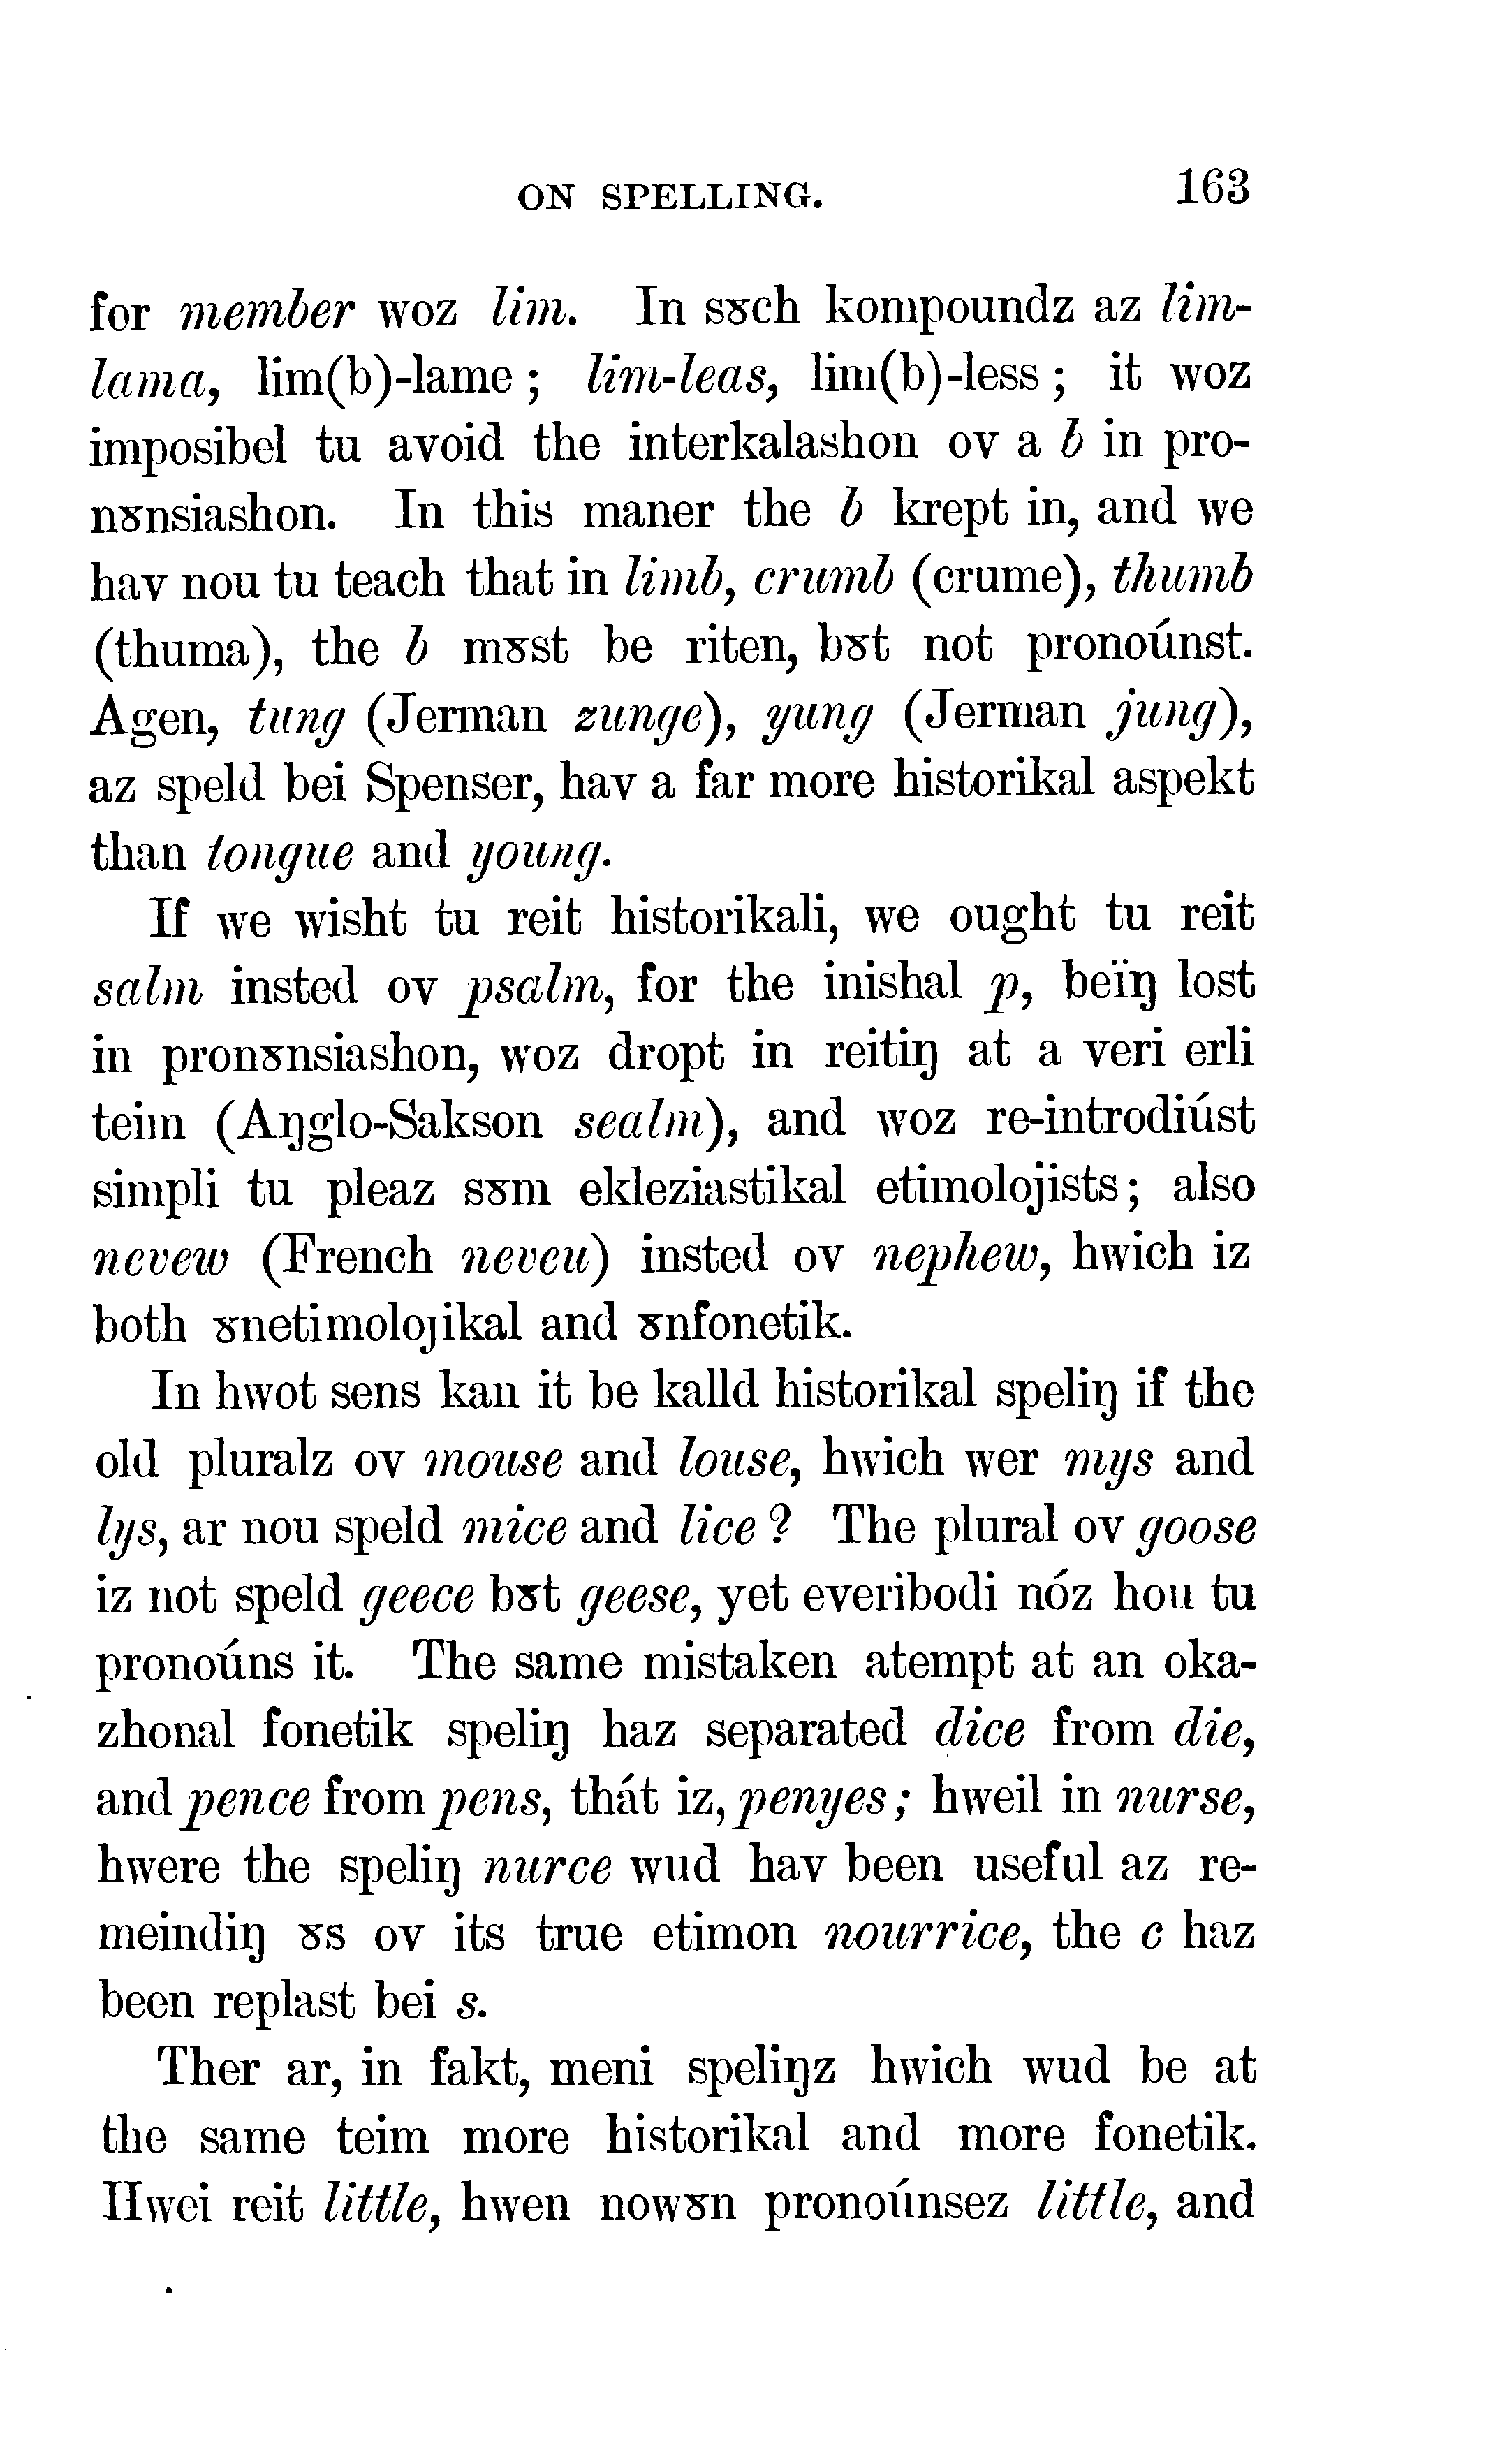 ON SPELLING. 163
for member woz lim. In sɤch kompoundz az lim-
lama, lim(b)-lame ; lim-leas, lim(b)-less ; it woz
imposibel tu avoid the interkalashon ov a b in pro-
nɤnsiashon. In this maner the b krept in, and we
hav nou tu teach that in limb, crumb (crume), thumb
(thuma), the b mɤst be riten, bɤt not pronoúnst.
Agen, tung (Jerman zunge), yung (Jerman jung),
az speld bei Spenser, hav a far more historikal aspekt
than tongue and young.
If we wisht tu reit historikali, we ought tu reit
salm insted ov psalm, for the inishal p, beïŋ lost
in pronɤnsiashon, woz dropt in reitiŋ at a veri erli
teim (Aŋglo-Sakson sealm), and woz re-introdiúst
simpli tu pleaz sɤm ekleziastikal etimolojists; also
nevew (French neveu) insted ov nephew, hwich iz
both ɤnetimolojikal and ɤnfonetik.
In hwot sens kan it be kalld historikal speliŋ if the
old pluralz ov mouse and louse, hwich wer mys and
lys, ar nou speld mice and lice ? The plural ov goose
iz not speld geece bɤt geese, yet everibodi nóz hou tu
pronoúns it. The same mistaken atempt at an oka-
zhonal fonetik speliŋ haz separated dice from die,
and pence from pens, thát iz, penyes ; hweil in nurse,
hwere the speliŋ nurce wud hav been useful az re-
meindiŋ ɤs ov its true etimon nourrice, the c haz
been replast bei s.
Ther ar, in fakt, meni speliŋz hwich wud be at
the same teim more historikal and more fonetik.
Hwei reit little, hwen nowɤn pronoúnsez little, and